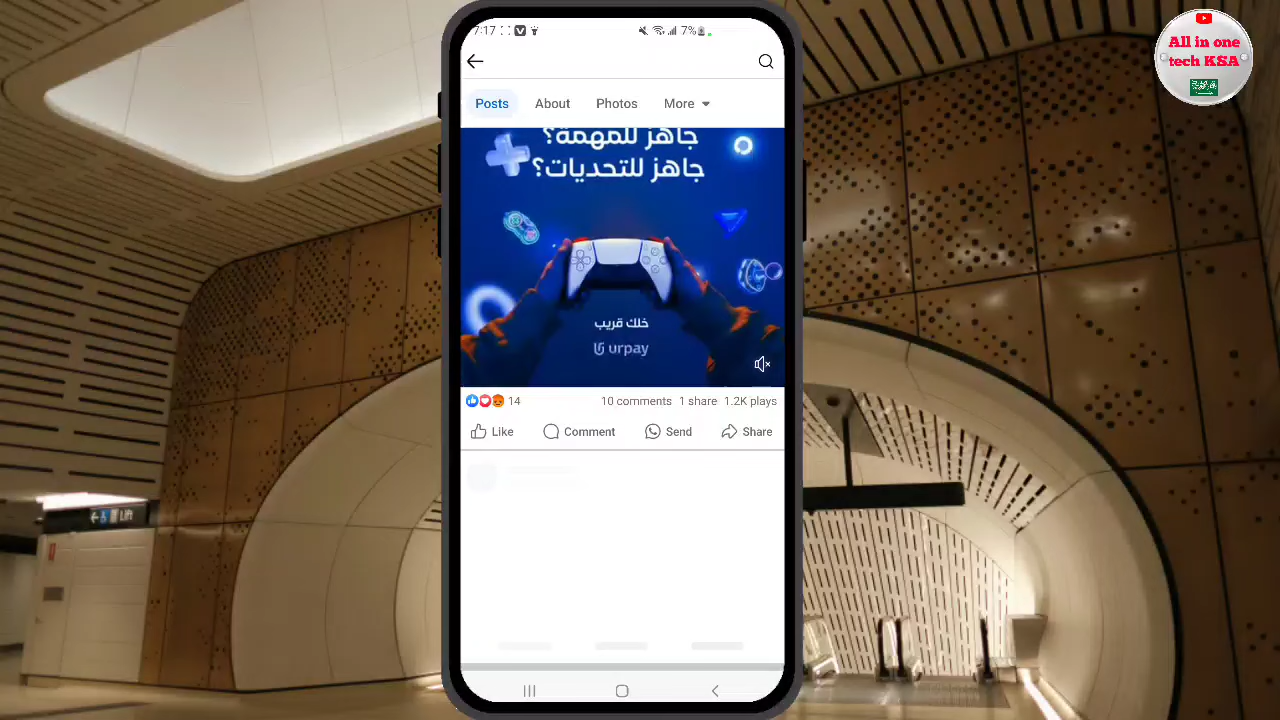 7:17
7%
All in one
tech KSA
Posts
About
Photos
More
جاهز للمهمة؟
جاهز للتحديات؟
خلك قريب
urpay
14
10 comments 1 share 1.2K plays
Like
Comment
Send
Share
Lift